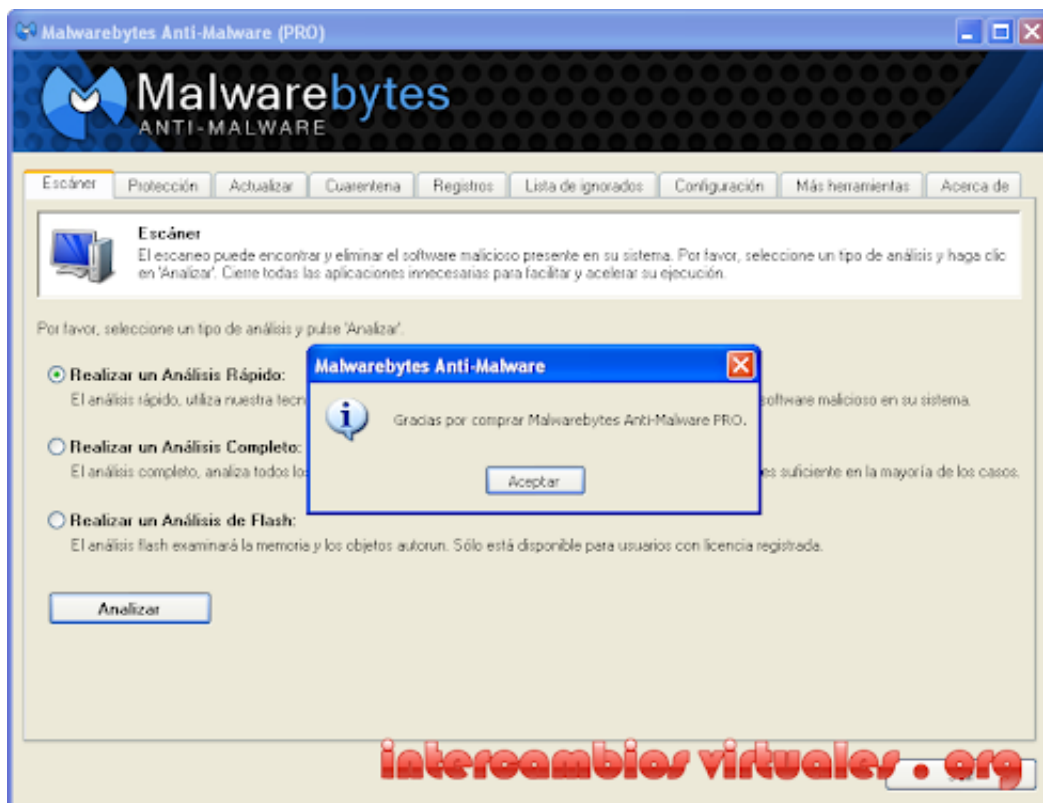 Malwarebytes Anti-Malware (PRO)
Malwarebytes
ANTI-MALWARE
Escáner Protección Actualizar Cuarentena Registros Lista de ignorados Configuración Más herramientas Acerca de
Escáner
El escaneo puede encontrar y eliminar el software malicioso presente en su sistema. Por favor, seleccione un tipo de análisis y haga clic
en 'Analizar'. Cierre todas las aplicaciones innecesarias para facilitar y acelerar su ejecución.
Por favor, seleccione un tipo de análisis y pulse 'Analizar'.
Realizar un Análisis Rápido:
El análisis rápido, utiliza nuestra software malicioso en su sistema.
Realizar un Análisis Completo:
El análisis completo, analiza todos es suficiente en la mayoría de los casos.
Realizar un Análisis de Flash:
El análisis flash examinará la memoria y los objetos autorun. Sólo está disponible para usuarios con licencia registrada.
Analizar
Malwarebytes Anti-Malware
Gracias por comprar Malwarebytes Anti-Malware PRO.
Aceptar
intercambios virtuales . org